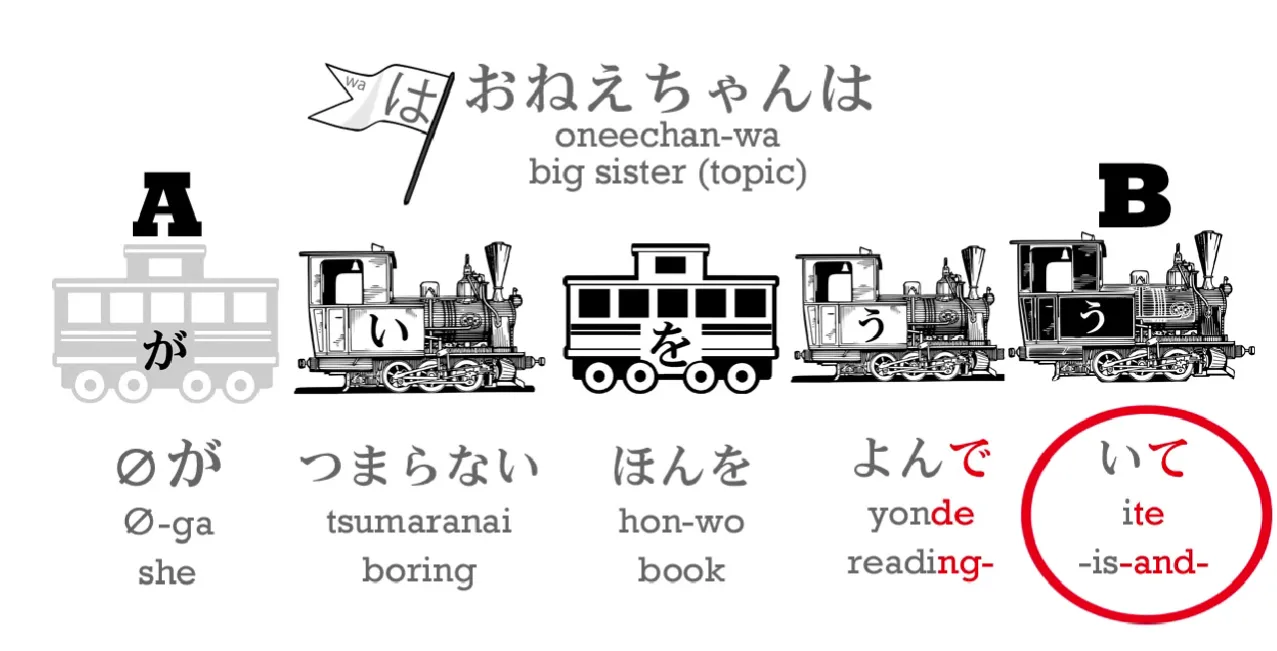 wa
は
おねえちゃんは
oneechan-wa
big sister (topic)
A
B
が
い
を
う
う
∅が
∅-ga
she
つまらない
tsumaranai
boring
ほんを
hon-wo
book
よんで
yonde
reading-
いて
ite
-is-and-